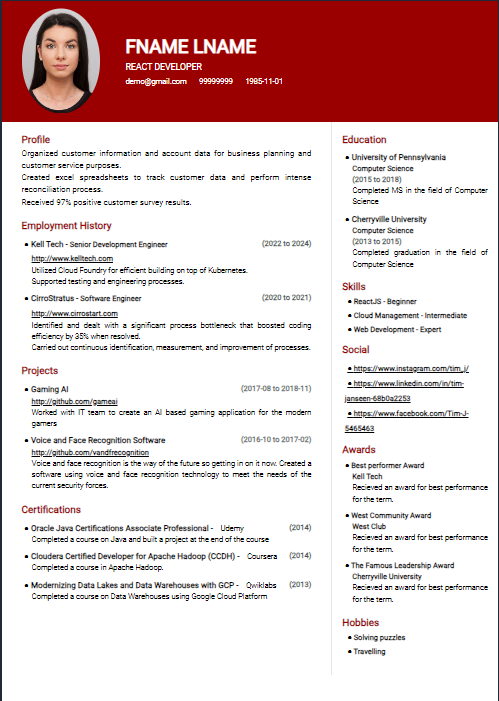 FNAME LNAME
REACT DEVELOPER
demo@gmail.com 99999999 1985-11-01
Profile
Organized customer information and account data for business planning and
customer service purposes.
Created excel spreadsheets to track customer data and perform intense
reconciliation process.
Received 97% positive customer survey results.
Employment History
• Kell Tech - Senior Development Engineer (2022 to 2024)
http://www.kelltech.com
Utilized Cloud Foundry for efficient building on top of Kubernetes.
Supported testing and engineering processes.
• CirroStratus - Software Engineer (2020 to 2021)
http://www.cirrostart.com
Identified and dealt with a significant process bottleneck that boosted coding
efficiency by 35% when resolved.
Carried out continuous identification, measurement, and improvement of processes.
Projects
• Gaming AI (2017-08 to 2018-11)
http://github.com/gameai
Worked with IT team to create an AI based gaming application for the modern
gamers
• Voice and Face Recognition Software (2016-10 to 2017-02)
http://github.com/vandfrecognition
Voice and face recognition is the way of the future so getting in on it now. Created a
software using voice and face recognition technology to meet the needs of the
current security forces.
Certifications
• Oracle Java Certifications Associate Professional - Udemy (2014)
Completed a course on Java and built a project at the end of the course
• Cloudera Certified Developer for Apache Hadoop (CCDH) - Coursera (2014)
Completed a course in Apache Hadoop.
• Modernizing Data Lakes and Data Warehouses with GCP - Qwiklabs (2013)
Completed a course on Data Warehouses using Google Cloud Platform
Education
• University of Pennsylvania
Computer Science
(2015 to 2018)
Completed MS in the field of Computer
Science
• Cherryville University
Computer Science
(2013 to 2015)
Completed graduation in the field of
Computer Science
Skills
• ReactJS - Beginner
• Cloud Management - Intermediate
• Web Development - Expert
Social
• https://www.instagram.com/tim_j/
• https://www.linkedin.com/in/tim-
janseen-68b0a2253
• https://www.facebook.com/Tim-J-
5465463
Awards
• Best performer Award
Kell Tech
Recieved an award for best performance
for the term.
• West Community Award
West Club
Recieved an award for best performance
for the term.
• The Famous Leadership Award
Cherryville University
Recieved an award for best performance
for the term.
Hobbies
• Solving puzzles
• Travelling